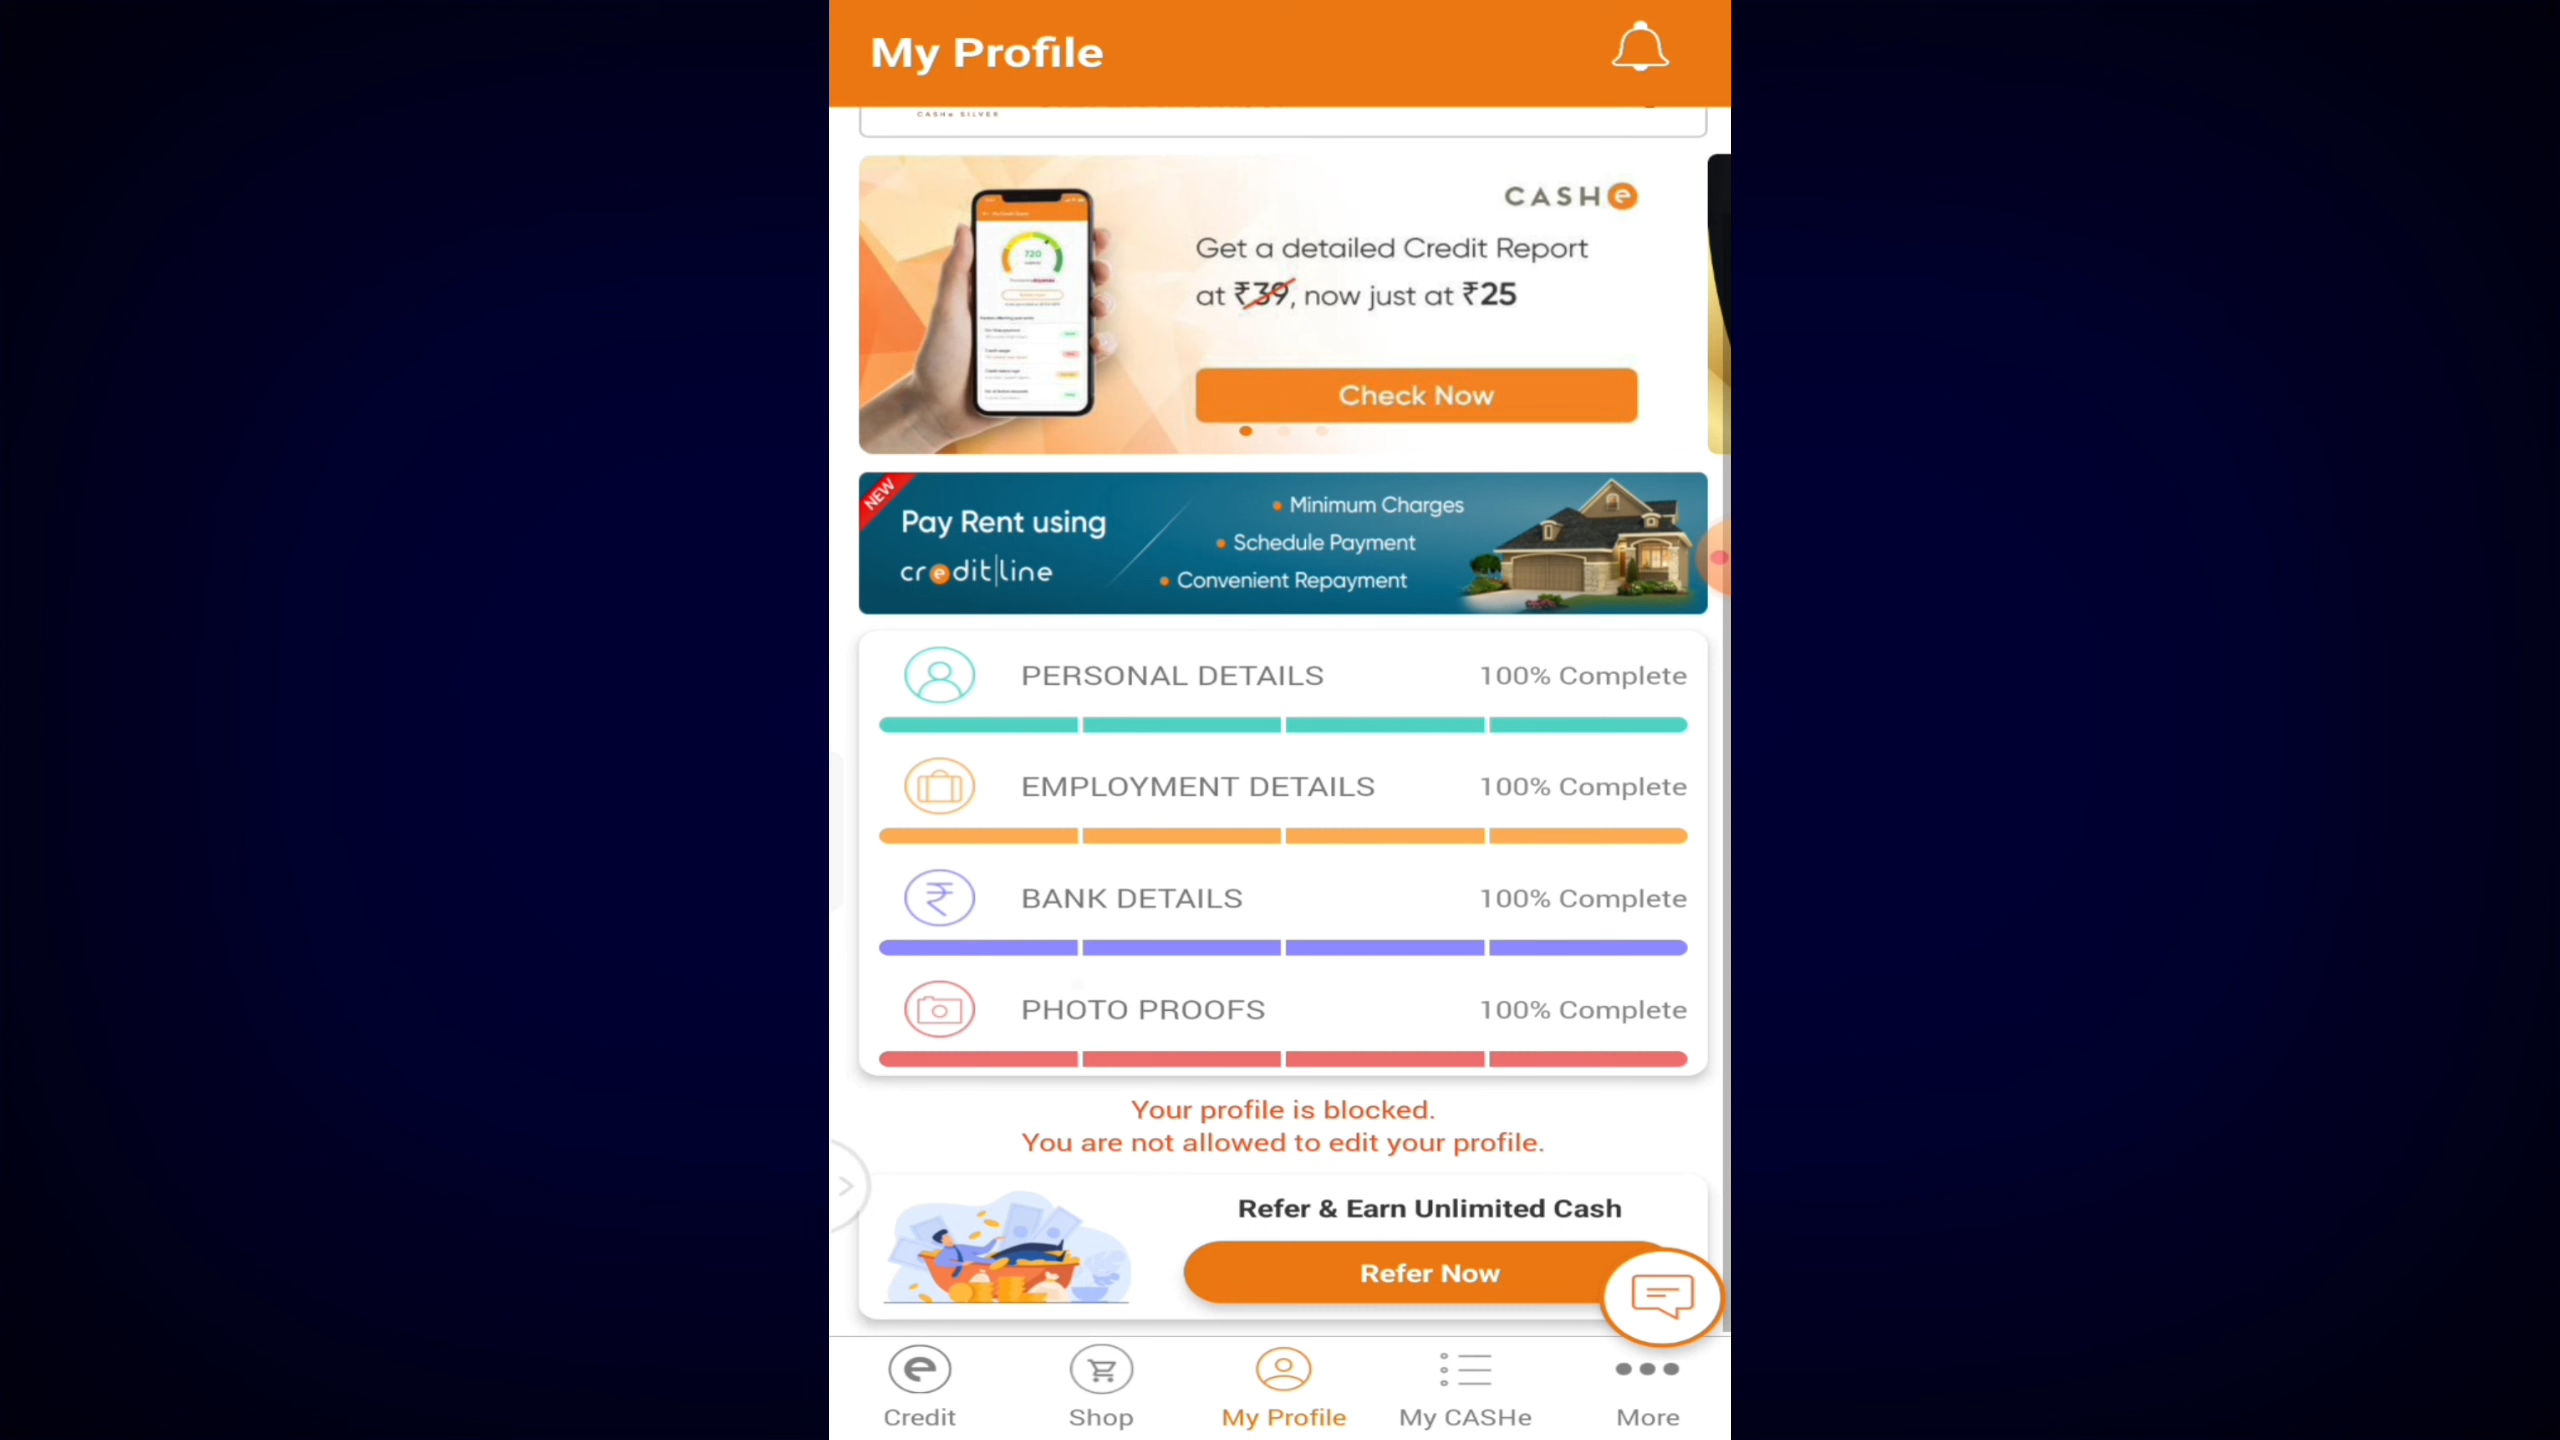 My Profile
CASHe SILVER
CASHe
Get a detailed Credit Report
at ₹39, now just at ₹25
Check Now
720
NEW
Pay Rent using
credit|line
Minimum Charges
Schedule Payment
Convenient Repayment
PERSONAL DETAILS 100% Complete
EMPLOYMENT DETAILS 100% Complete
BANK DETAILS 100% Complete
PHOTO PROOFS 100% Complete
Your profile is blocked.
You are not allowed to edit your profile.
Refer & Earn Unlimited Cash
Refer Now
Credit Shop My Profile My CASHe More